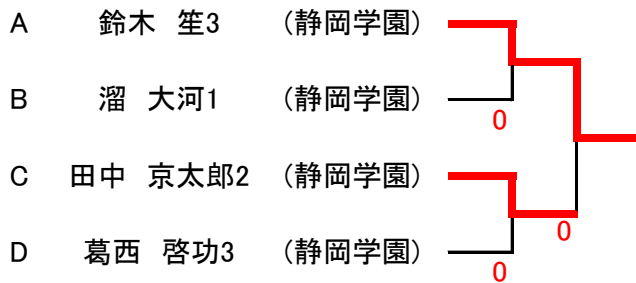 A 鈴木 笙3 (静岡学園)
B 溜 大河1 (静岡学園)
0
C 田中 京太郎2 (静岡学園)
0
D 葛西 啓功3 (静岡学園)
0